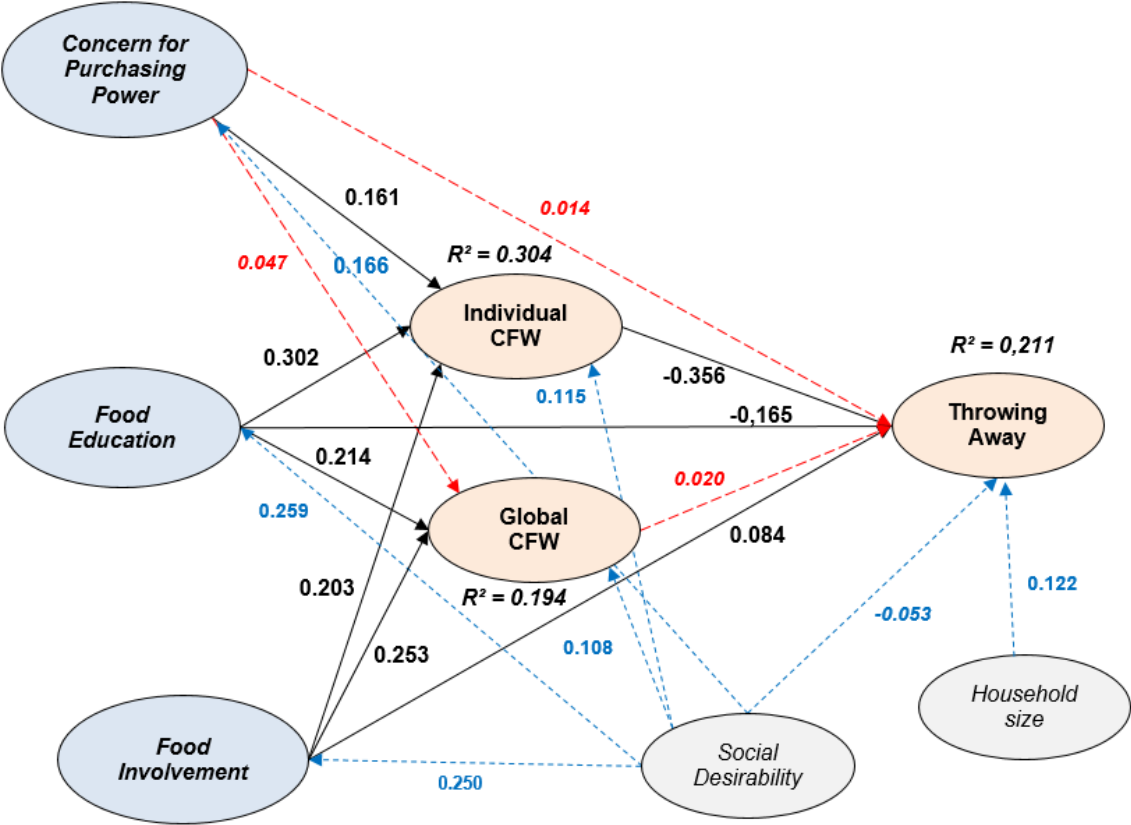 Concern for
Purchasing
Power
0.161
0.014
R² = 0.304
0.047
0.166
Individual
CFW
R² = 0,211
0.302
-0.356
0.115
Throwing
Away
Food
Education
-0,165
0.214
0.020
0.259
Global
CFW
0.084
0.203
R² = 0.194
0.122
-0.053
0.253
0.108
Household
size
Food
Involvement
Social
Desirability
0.250